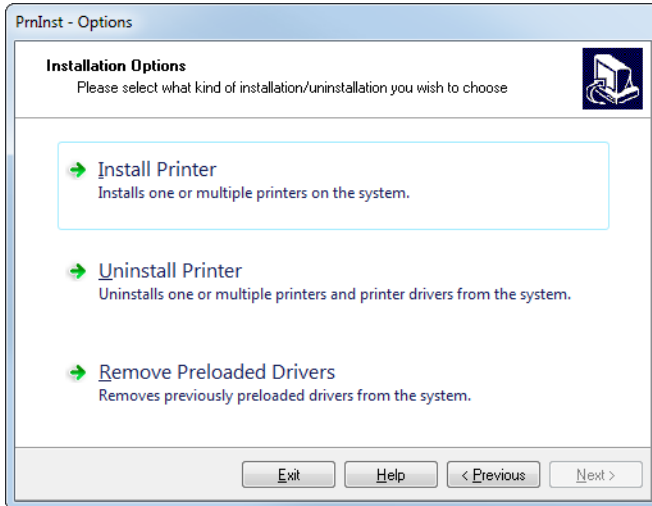 PrnInst - Options
Installation Options
Please select what kind of installation/uninstallation you wish to choose
Install Printer
Installs one or multiple printers on the system.
Uninstall Printer
Uninstalls one or multiple printers and printer drivers from the system.
Remove Preloaded Drivers
Removes previously preloaded drivers from the system.
Exit Help < Previous Next >